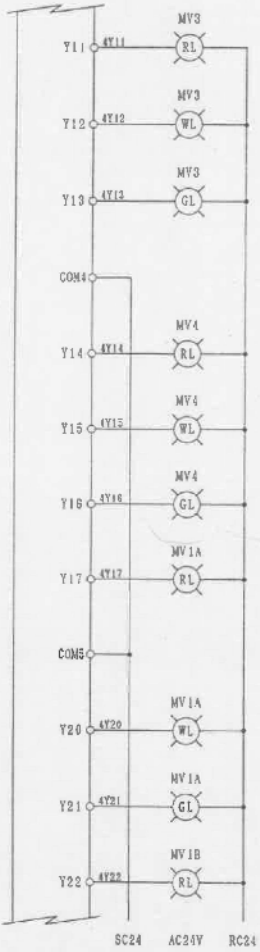 MV3
Y11 4Y11 RL
MV3
Y12 4Y12 WL
MV3
Y13 4Y13 GL
COM4
MV4
Y14 4Y14 RL
MV4
Y15 4Y15 WL
MV4
Y16 4Y16 GL
MV1A
Y17 4Y17 RL
COM5
MV1A
Y20 4Y20 WL
MV1A
Y21 4Y21 GL
MV1B
Y22 4Y22 RL
SC24 AC24V RC24